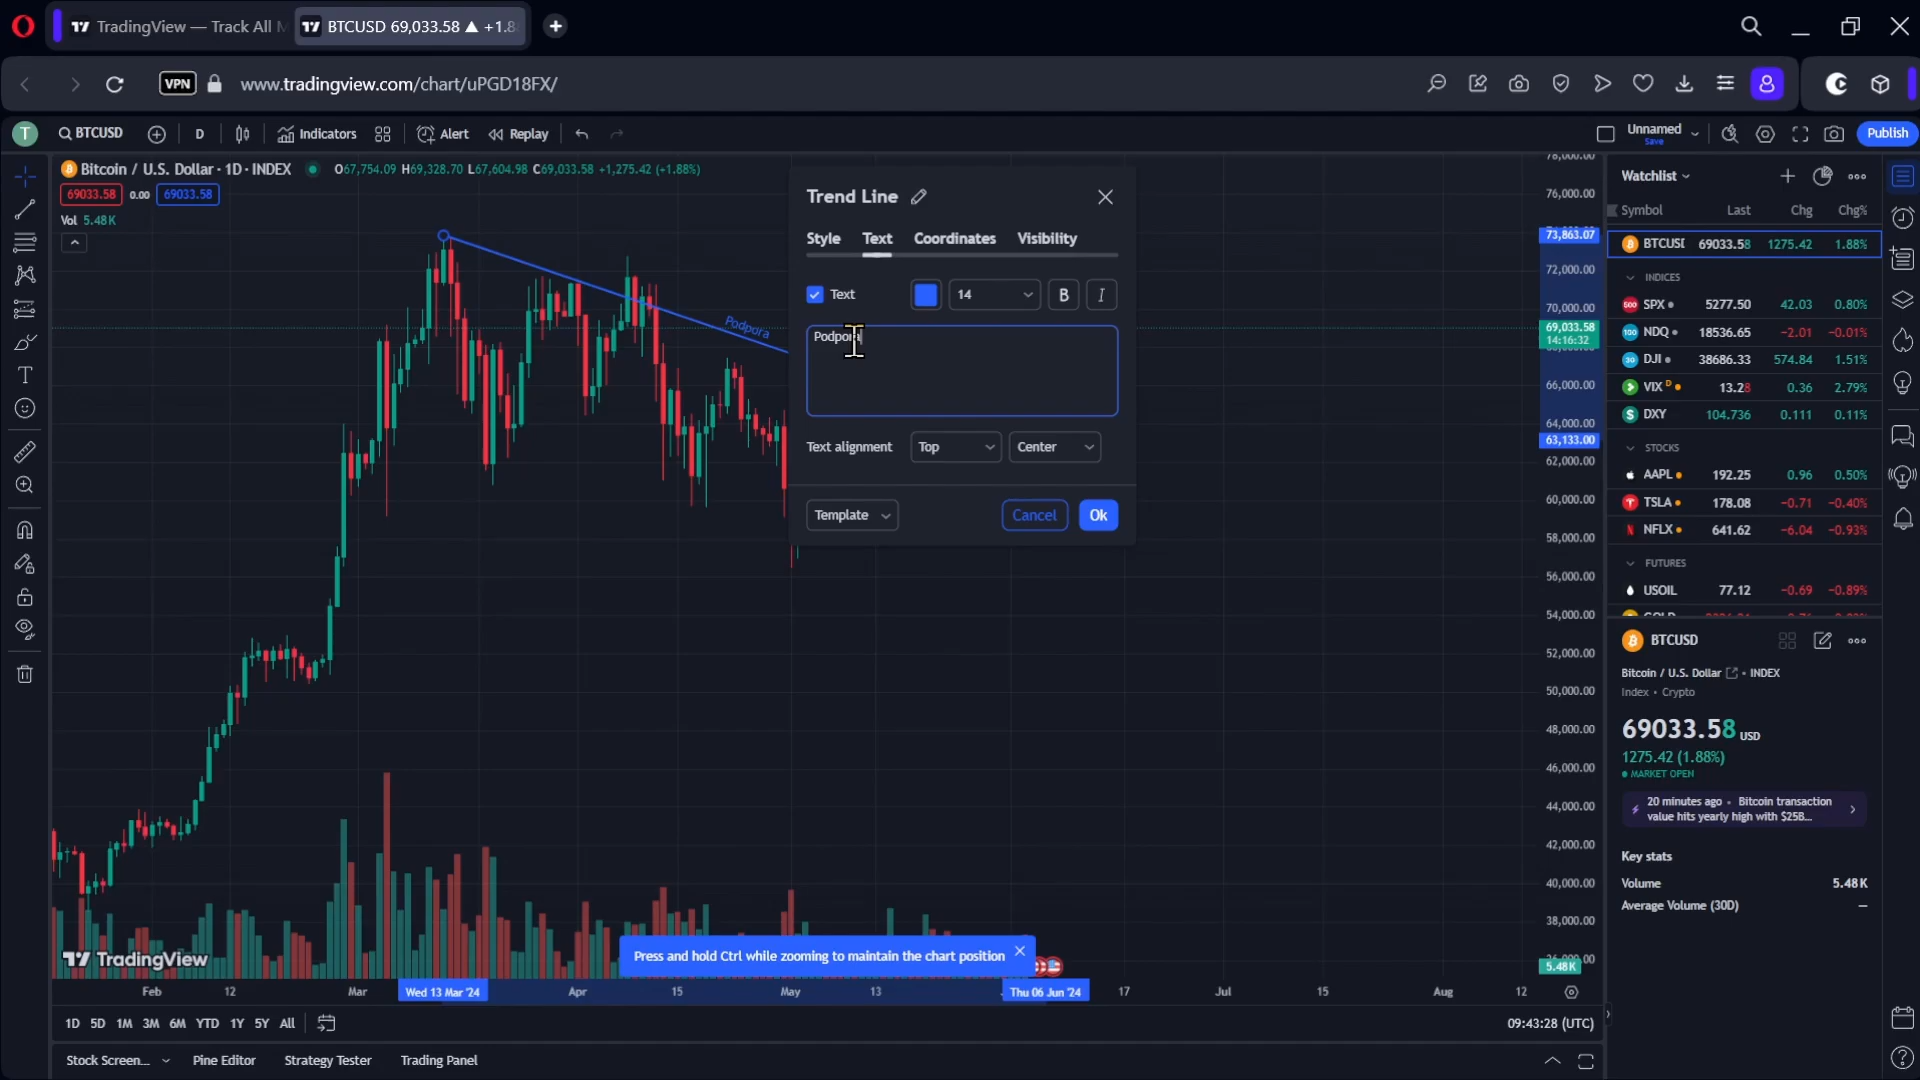 TradingView — Track All M
BTCUSD 69,033.58 ▲ +1.8
VPN
www.tradingview.com/chart/uPGD18FX/
T
BTCUSD
D
Indicators
Alert
Replay
Unnamed
Save
Publish
Bitcoin / U.S. Dollar · 1D · INDEX
O67,754.09 H69,328.70 L67,604.98 C69,033.58 +1,275.42 (+1.88%)
69033.58 0.00 69033.58
Vol 5.48K
Podpora
Trend Line
Style Text Coordinates Visibility
Text
14
B
I
Podpora
Text alignment
Top
Center
Template
Cancel
Ok
78,000.00
76,000.00
73,863.07
72,000.00
70,000.00
69,033.58
14:16:32
66,000.00
64,000.00
63,133.00
62,000.00
60,000.00
58,000.00
56,000.00
54,000.00
52,000.00
50,000.00
48,000.00
46,000.00
44,000.00
42,000.00
40,000.00
38,000.00
5.48K
TradingView
Press and hold Ctrl while zooming to maintain the chart position
Feb 12 Mar Wed 13 Mar '24 Apr 15 May 13 Thu 06 Jun '24 17 Jul 15 Aug 12
1D 5D 1M 3M 6M YTD 1Y 5Y All
09:43:28 (UTC)
Stock Screen... Pine Editor Strategy Tester Trading Panel
Watchlist
Symbol Last Chg Chg%
BTCUSI 69033.58 1275.42 1.88%
INDICES
SPX 5277.50 42.03 0.80%
NDQ 18536.65 −2.01 −0.01%
DJI 38686.33 574.84 1.51%
VIX D 13.28 0.36 2.79%
DXY 104.736 0.111 0.11%
STOCKS
AAPL 192.25 0.96 0.50%
TSLA 178.08 −0.71 −0.40%
NFLX 641.62 −6.04 −0.93%
FUTURES
USOIL 77.12 −0.69 −0.89%
BTCUSD
Bitcoin / U.S. Dollar • INDEX
Index • Crypto
69033.58 USD
1275.42 (1.88%)
MARKET OPEN
20 minutes ago • Bitcoin transaction
value hits yearly high with $25B...
Key stats
Volume 5.48K
Average Volume (30D) —